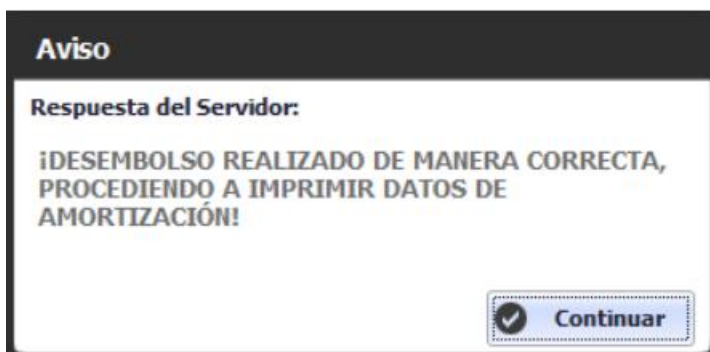 Aviso
Respuesta del Servidor:
¡DESEMBOLSO REALIZADO DE MANERA CORRECTA,
PROCEDIENDO A IMPRIMIR DATOS DE
AMORTIZACIÓN!
Continuar